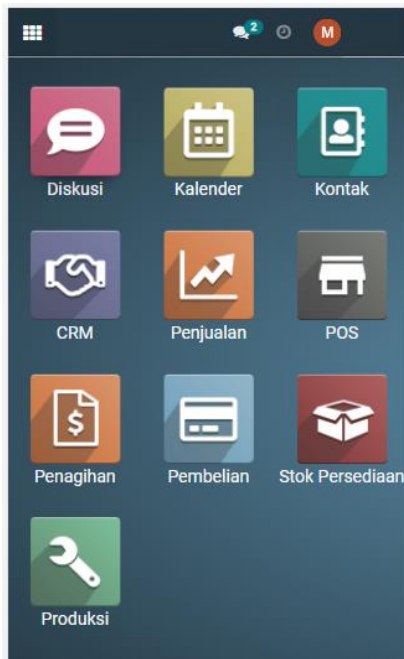 2
M
Diskusi
Kalender
Kontak
CRM
Penjualan
POS
$
Penagihan
Pembelian
Stok Persediaan
Produksi